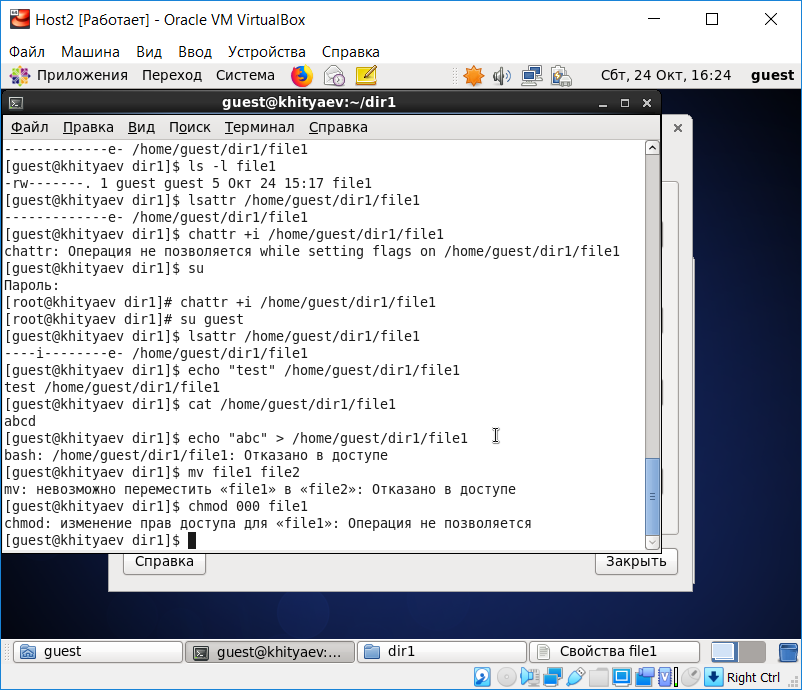 Host2 [Работает] - Oracle VM VirtualBox
Файл Машина Вид Ввод Устройства Справка
Приложения Переход Система Сбт, 24 Окт, 16:24 guest
guest@khityaev:~/dir1
Файл Правка Вид Поиск Терминал Справка
-------------e- /home/guest/dir1/file1
[guest@khityaev dir1]$ ls -l file1
-rw-------. 1 guest guest 5 Окт 24 15:17 file1
[guest@khityaev dir1]$ lsattr /home/guest/dir1/file1
-------------e- /home/guest/dir1/file1
[guest@khityaev dir1]$ chattr +i /home/guest/dir1/file1
chattr: Операция не позволяется while setting flags on /home/guest/dir1/file1
[guest@khityaev dir1]$ su
Пароль:
[root@khityaev dir1]# chattr +i /home/guest/dir1/file1
[root@khityaev dir1]# su guest
[guest@khityaev dir1]$ lsattr /home/guest/dir1/file1
----i--------e- /home/guest/dir1/file1
[guest@khityaev dir1]$ echo "test" /home/guest/dir1/file1
test /home/guest/dir1/file1
[guest@khityaev dir1]$ cat /home/guest/dir1/file1
abcd
[guest@khityaev dir1]$ echo "abc" > /home/guest/dir1/file1
bash: /home/guest/dir1/file1: Отказано в доступе
[guest@khityaev dir1]$ mv file1 file2
mv: невозможно переместить «file1» в «file2»: Отказано в доступе
[guest@khityaev dir1]$ chmod 000 file1
chmod: изменение прав доступа для «file1»: Операция не позволяется
[guest@khityaev dir1]$
Справка Закрыть
guest guest@khityaev:... dir1 Свойства file1
Right Ctrl